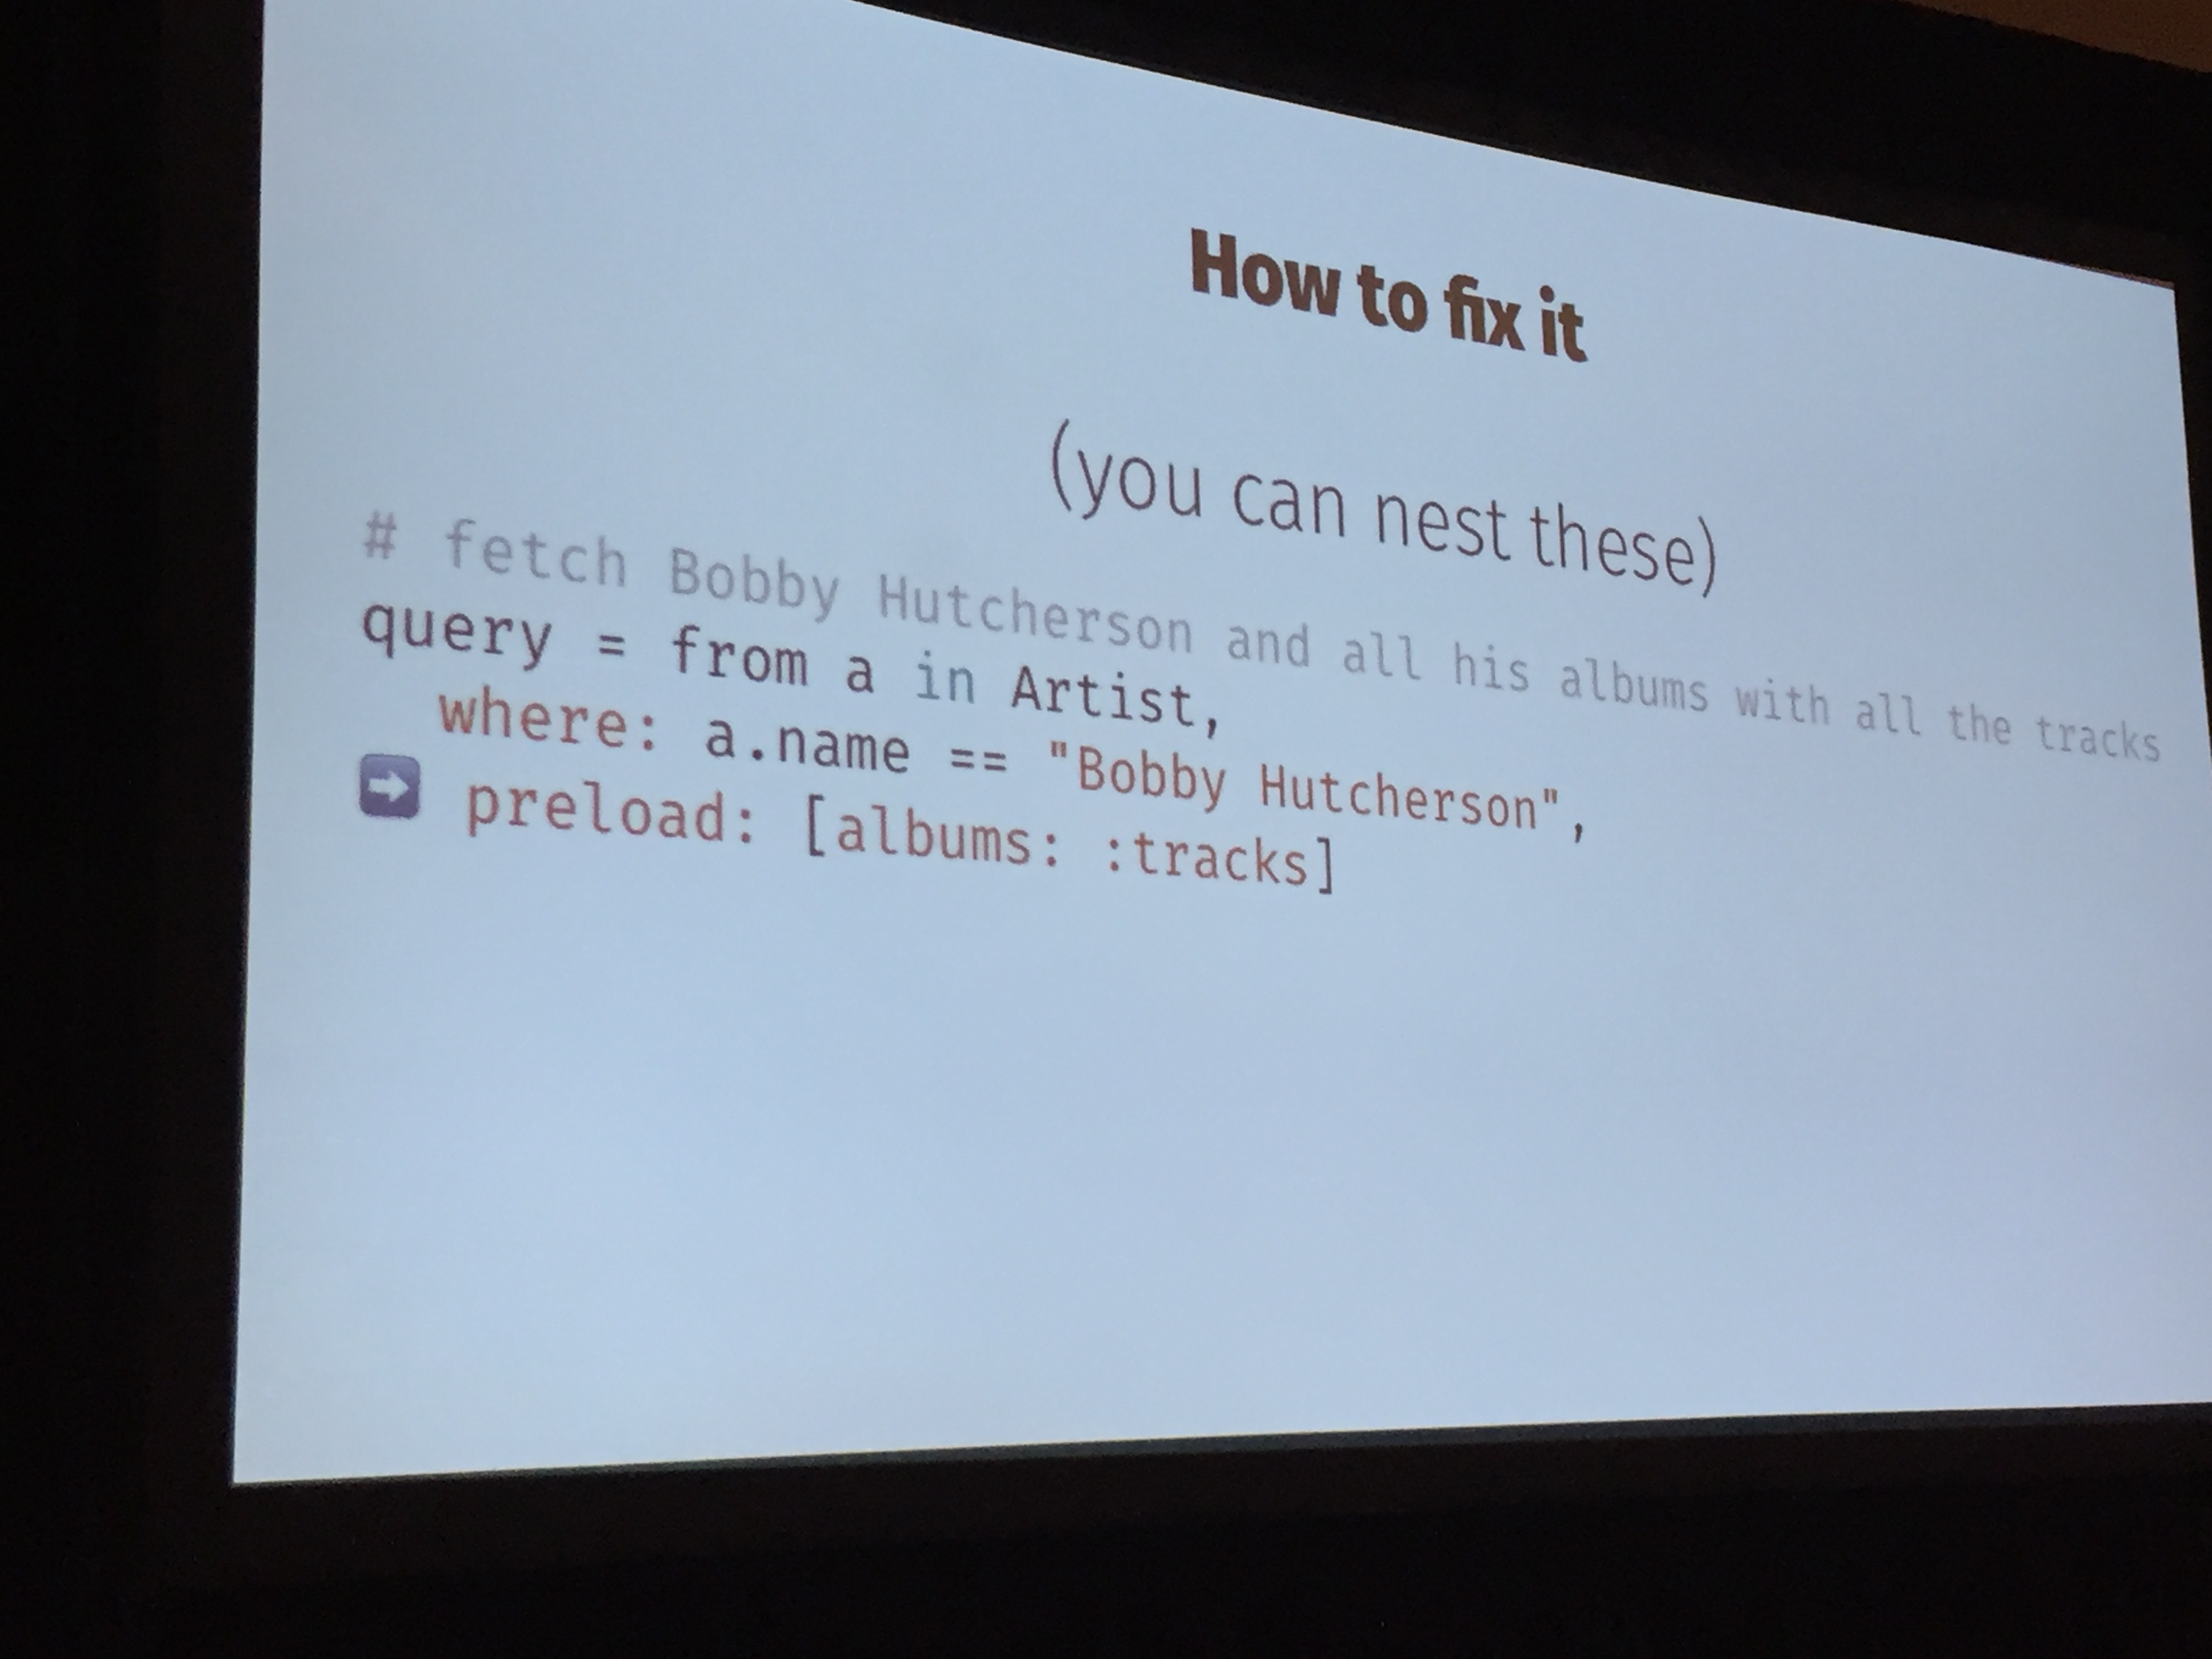 How to fix it
(you can nest these)
# fetch Bobby Hutcherson and all his albums with all the tracks
query = from a in Artist,
where: a.name == "Bobby Hutcherson",
➡ preload: [albums: :tracks]